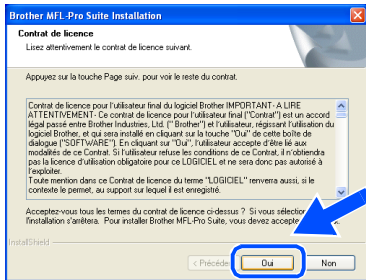 Brother MFL-Pro Suite Installation
Contrat de licence
Lisez attentivement le contrat de licence suivant.
Appuyez sur la touche Page suiv. pour voir le reste du contrat.
Contrat de licence pour l'utilisateur final du logiciel Brother IMPORTANT- A LIRE
ATTENTIVEMENT- Ce Contrat de licence pour l'utilisateur final ("Contrat") est un accord
légal passé entre Brother Industries, Ltd. (" Brother") et l'utilisateur, régissant l'utilisation du
logiciel Brother, et qui sera installé en cliquant sur la touche "Oui" de cette boîte de
dialogue ("SOFTWARE"). En cliquant sur "Oui", l'utilisateur accepte d'être lié aux
modalités de ce Contrat. Si l'utilisateur refuse les conditions de ce Contrat, il n'obtiendra
pas la licence d'utilisation obligatoire pour ce LOGICIEL et ne sera donc pas autorisé à
l'exploiter.
Toute mention dans ce Contrat de licence du terme "LOGICIEL" renverra aussi, si le
contexte le permet, au support sur lequel il est enregistré.
Acceptez-vous tous les termes du contrat de licence ci-dessus ? Si vous sélection
l'installation s'arrêtera. Pour installer Brother MFL-Pro Suite, vous devez accepte
InstallShield
< Précéde
Oui
Non